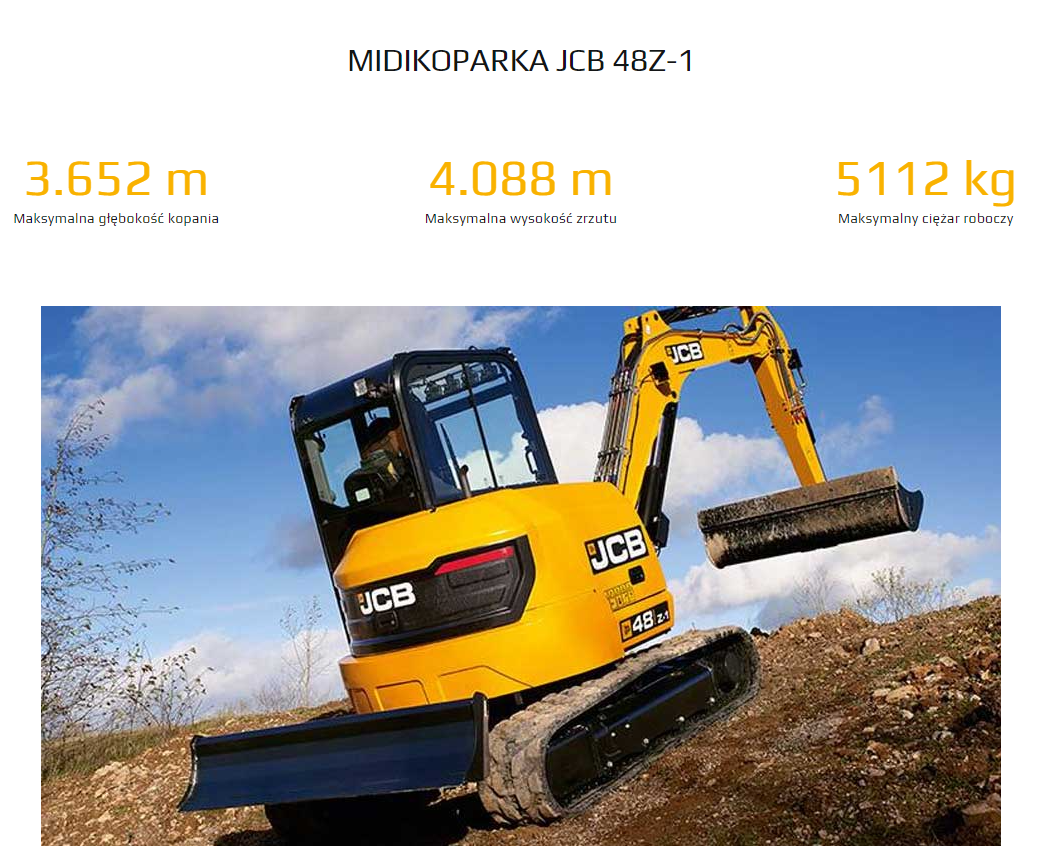 MIDIKOPARKA JCB 48Z-1
3.652 m
4.088 m
5112 kg
Maksymalna głębokość kopania
Maksymalna wysokość zrzutu
Maksymalny ciężar roboczy
JCB
JCB
JCB
48 Z-1